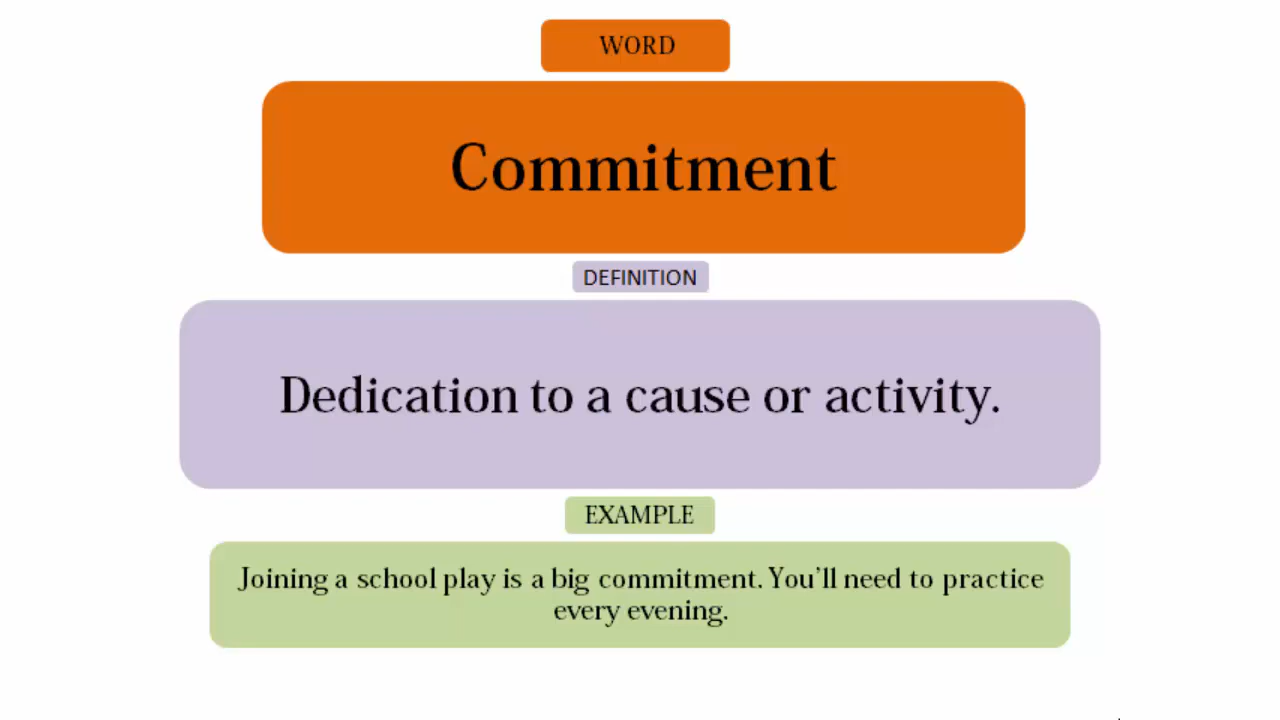 WORD
Commitment
DEFINITION
Dedication to a cause or activity.
EXAMPLE
Joining a school play is a big commitment. You’ll need to practice
every evening.